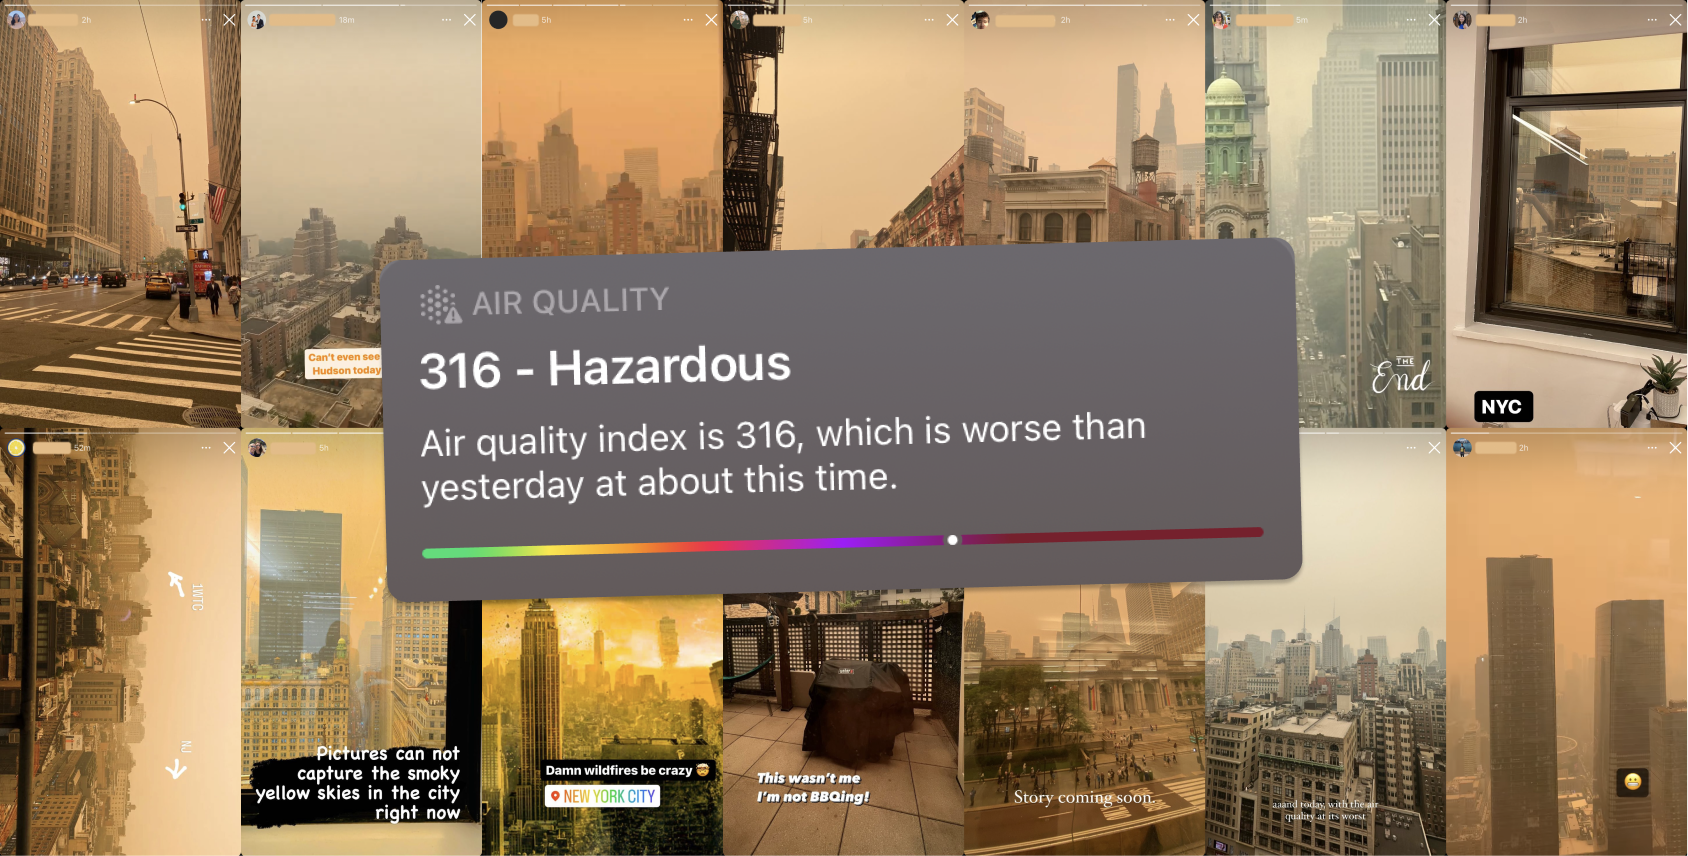 2h
18m
5h
5h
2h
5m
2h
Can't even see
Hudson today
THE
End
NYC
AIR QUALITY
316 - Hazardous
Air quality index is 316, which is worse than
yesterday at about this time.
52m
5h
2h
1WTC
NJ
Pictures can not
capture the smoky
yellow skies in the city
right now
Damn wildfires be crazy
NEW YORK CITY
This wasn't me
I'm not BBQing!
Story coming soon.
aaand today, with the air
quality at its worst